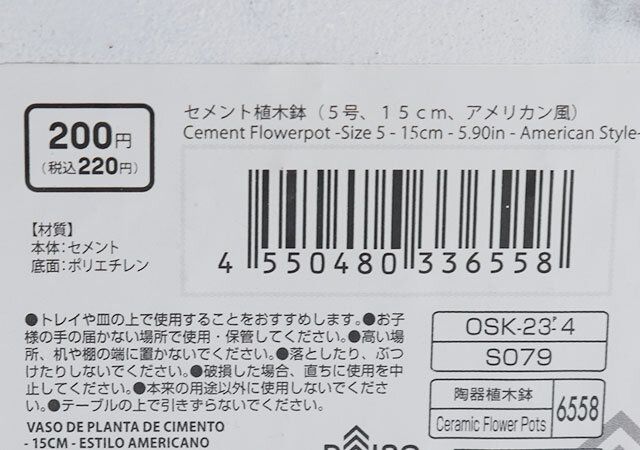 200円
(税込220円)
セメント植木鉢（５号、１５ｃｍ、アメリカン風）
Cement Flowerpot -Size 5 - 15cm - 5.90in - American Style-
【材質】
本体：セメント
底面：ポリエチレン
4 550480 336558
●トレイや皿の上で使用することをおすすめします。●お子
様の手の届かない場所で使用・保管してください。●高い場
所、机や棚の端に置かないでください。●落としたり、ぶつ
けたりしないでください。●破損した場合、直ちに使用を中
止してください。●本来の用途以外に使用しないでくださ
い。●テーブルの上で引きずらないでください。
OSK-23-4
S079
陶器植木鉢
Ceramic Flower Pots
6558
VASO DE PLANTA DE CIMENTO
- 15CM - ESTILO AMERICANO